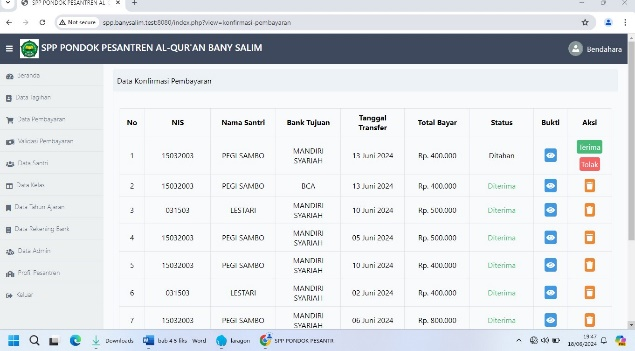 SPP PONDOK PESANTREN AL - 
Not secure spp.banysalim.test:8080/index.php?view=konfirmasi-pembayaran
SPP PONDOK PESANTREN AL-QUR'AN BANY SALIM
Bendahara
Beranda
Data Tagihan
Data Pembayaran
Validasi Pembayaran
Data Santri
Data Kelas
Data Tahun Ajaran
Data Rekening Bank
Data Admin
Profil Pesantren
Keluar
Data Konfirmasi Pembayaran
No NIS Nama Santri Bank Tujuan Tanggal Transfer Total Bayar Status Bukti Aksi
1 15032003 PEGI SAMBO MANDIRI SYARIAH 13 Juni 2024 Rp. 400.000 Ditahan Terima Tolak
2 15032003 PEGI SAMBO BCA 13 Juni 2024 Rp. 400.000 Diterima
3 031503 LESTARI MANDIRI SYARIAH 10 Juni 2024 Rp. 500.000 Diterima
4 15032003 PEGI SAMBO MANDIRI SYARIAH 05 Juni 2024 Rp. 500.000 Diterima
5 15032003 PEGI SAMBO MANDIRI SYARIAH 10 Juni 2024 Rp. 400.000 Diterima
6 031503 LESTARI MANDIRI SYARIAH 02 Juni 2024 Rp. 400.000 Diterima
7 15032003 PEGI SAMBO MANDIRI 06 Juni 2024 Rp. 800.000 Diterima
Downloads
bab 4-5 fiks - Word
laragon
SPP PONDOK PESANTR
19:47
18/06/2024